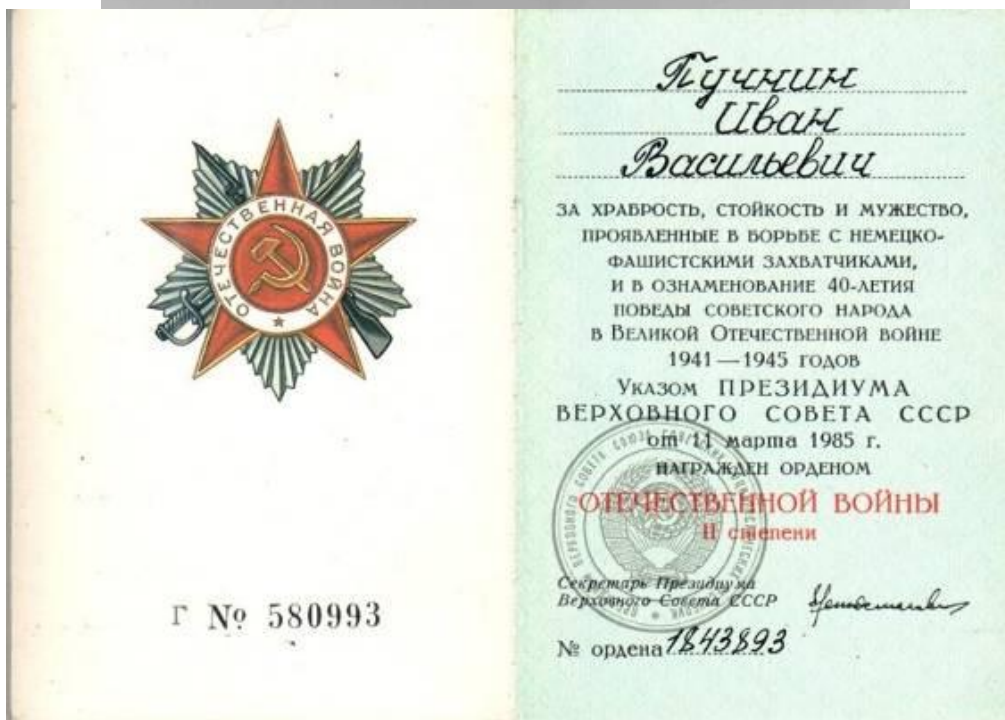 ОТЕЧЕСТВЕННАЯ ВОЙНА
Г № 580993
Пучнин
Иван
Васильевич
ЗА ХРАБРОСТЬ, СТОЙКОСТЬ И МУЖЕСТВО,
ПРОЯВЛЕННЫЕ В БОРЬБЕ С НЕМЕЦКО-
ФАШИСТСКИМИ ЗАХВАТЧИКАМИ,
И В ОЗНАМЕНОВАНИЕ 40-ЛЕТИЯ
ПОБЕДЫ СОВЕТСКОГО НАРОДА
В ВЕЛИКОЙ ОТЕЧЕСТВЕННОЙ ВОЙНЕ
1941—1945 ГОДОВ
УКАЗОМ ПРЕЗИДИУМА
ВЕРХОВНОГО СОВЕТА СССР
от 11 марта 1985 г.
НАГРАЖДЕН ОРДЕНОМ
ОТЕЧЕСТВЕННОЙ ВОЙНЫ
II степени
Секретарь Президиума
Верховного Совета СССР
№ ордена 1843893